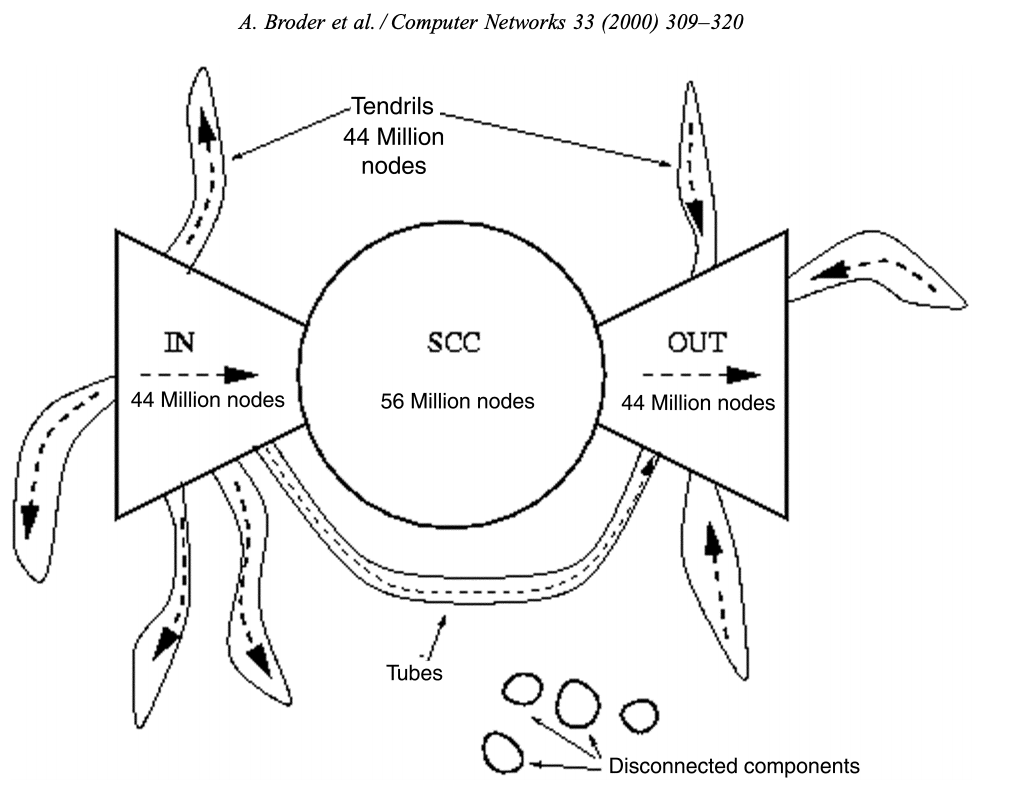 A. Broder et al. / Computer Networks 33 (2000) 309–320
Tendrils
44 Million
nodes
IN
44 Million nodes
SCC
56 Million nodes
OUT
44 Million nodes
Tubes
Disconnected components